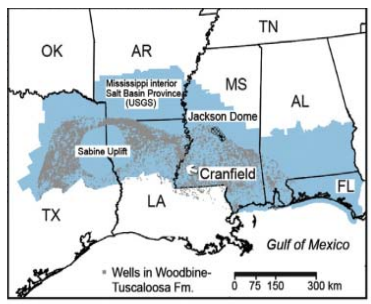 TN
OK
AR
Mississippi interior
Salt Basin Province
(USGS)
MS
AL
Jackson Dome
Sabine Uplift
Cranfield
FL
TX
LA
Gulf of Mexico
Wells in Woodbine-
Tuscaloosa Fm.
0 75 150 300 km